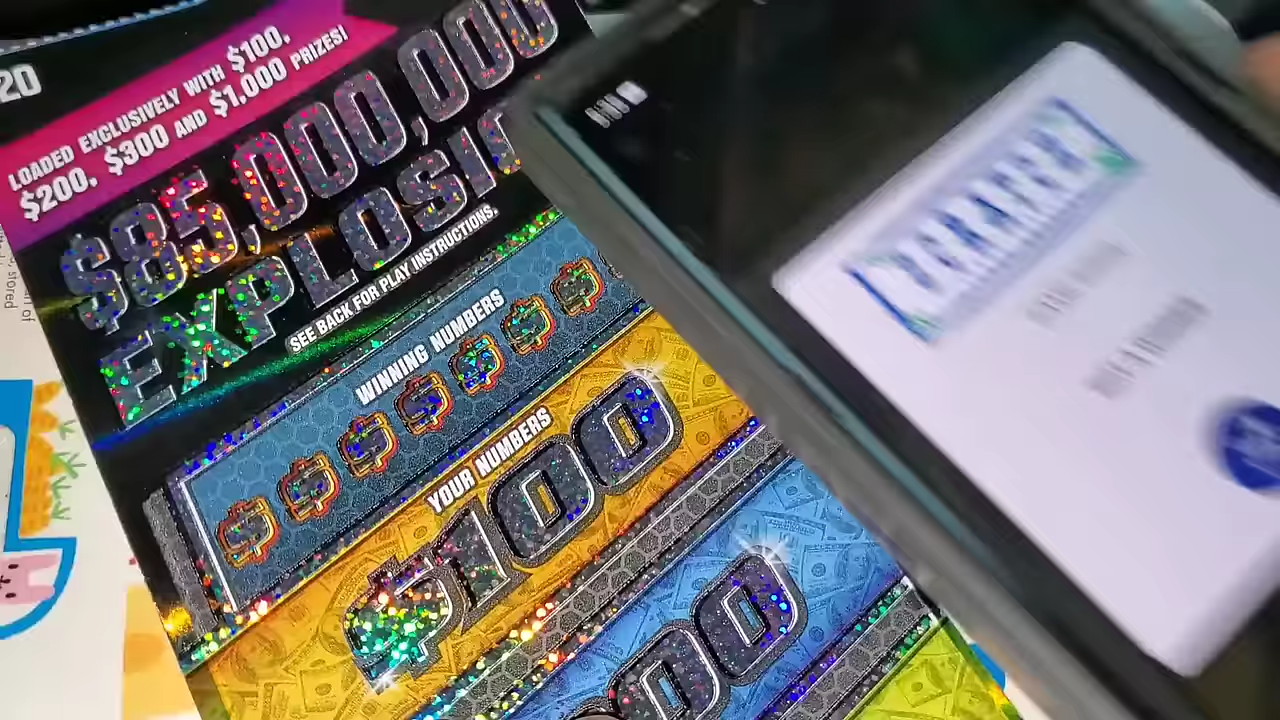 20
LOADED EXCLUSIVELY WITH $100,
$200, $300 AND $1,000 PRIZES!
$85,000,000
SEE BACK FOR PLAY INSTRUCTIONS.
WINNING NUMBERS
YOUR NUMBERS
$100
stored
of